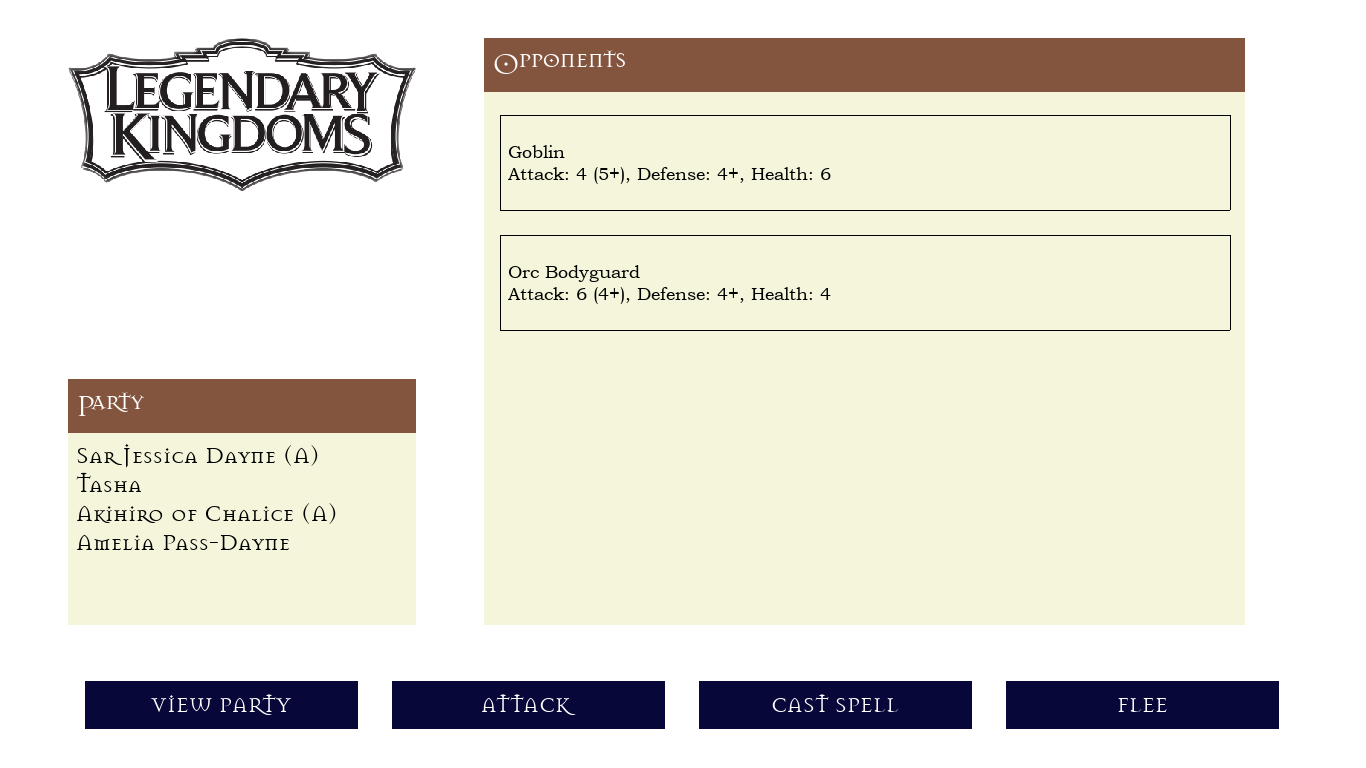 LEGENDARY
KINGDOMS
Opponents
Goblin
Attack: 4 (5+), Defense: 4+, Health: 6
Orc Bodyguard
Attack: 6 (4+), Defense: 4+, Health: 4
Party
Sar Jessica Dayne (A)
Tasha
Akihiro of Chalice (A)
Amelia Pass-Dayne
VIEW PARTY
ATTACK
CAST SPELL
FLEE